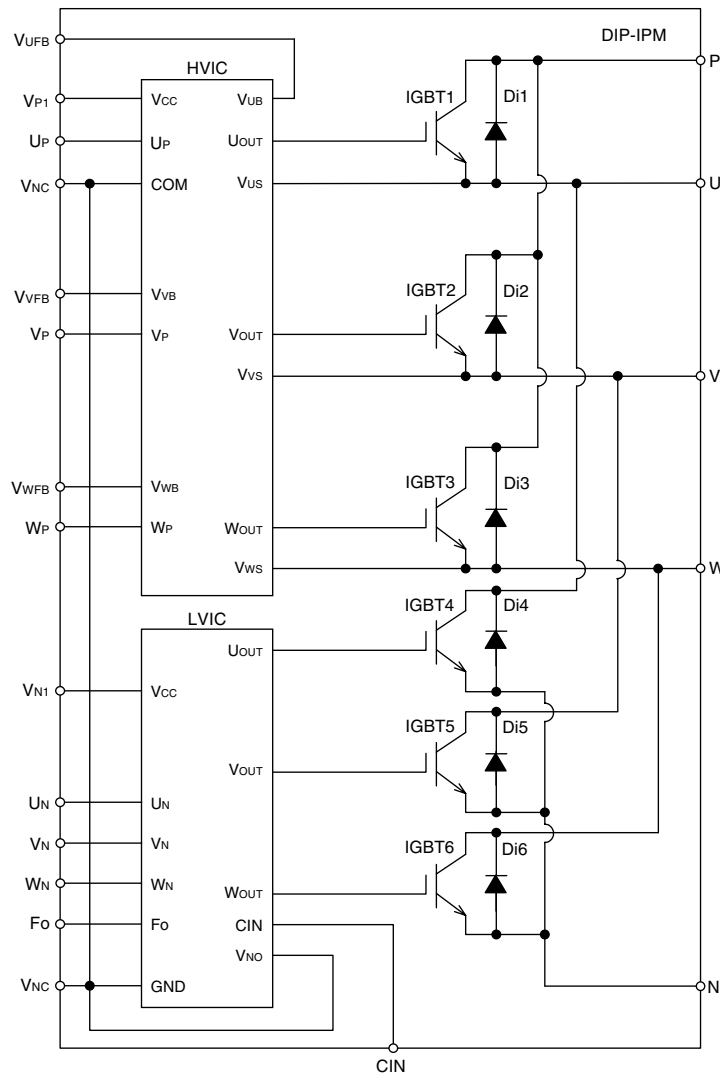 DIP-IPM
VUFB
P
HVIC
IGBT1
Di1
VP1
VCC
VUB
UP
UP
UOUT
VNC
COM
VUS
U
IGBT2
Di2
VVFB
VVB
VP
VP
VOUT
VVS
V
IGBT3
Di3
VWFB
VWB
WP
WP
WOUT
VWS
W
IGBT4
Di4
LVIC
UOUT
VN1
VCC
IGBT5
Di5
VOUT
UN
UN
VN
VN
IGBT6
Di6
WN
WN
WOUT
Fo
Fo
CIN
VNO
VNC
GND
N
CIN